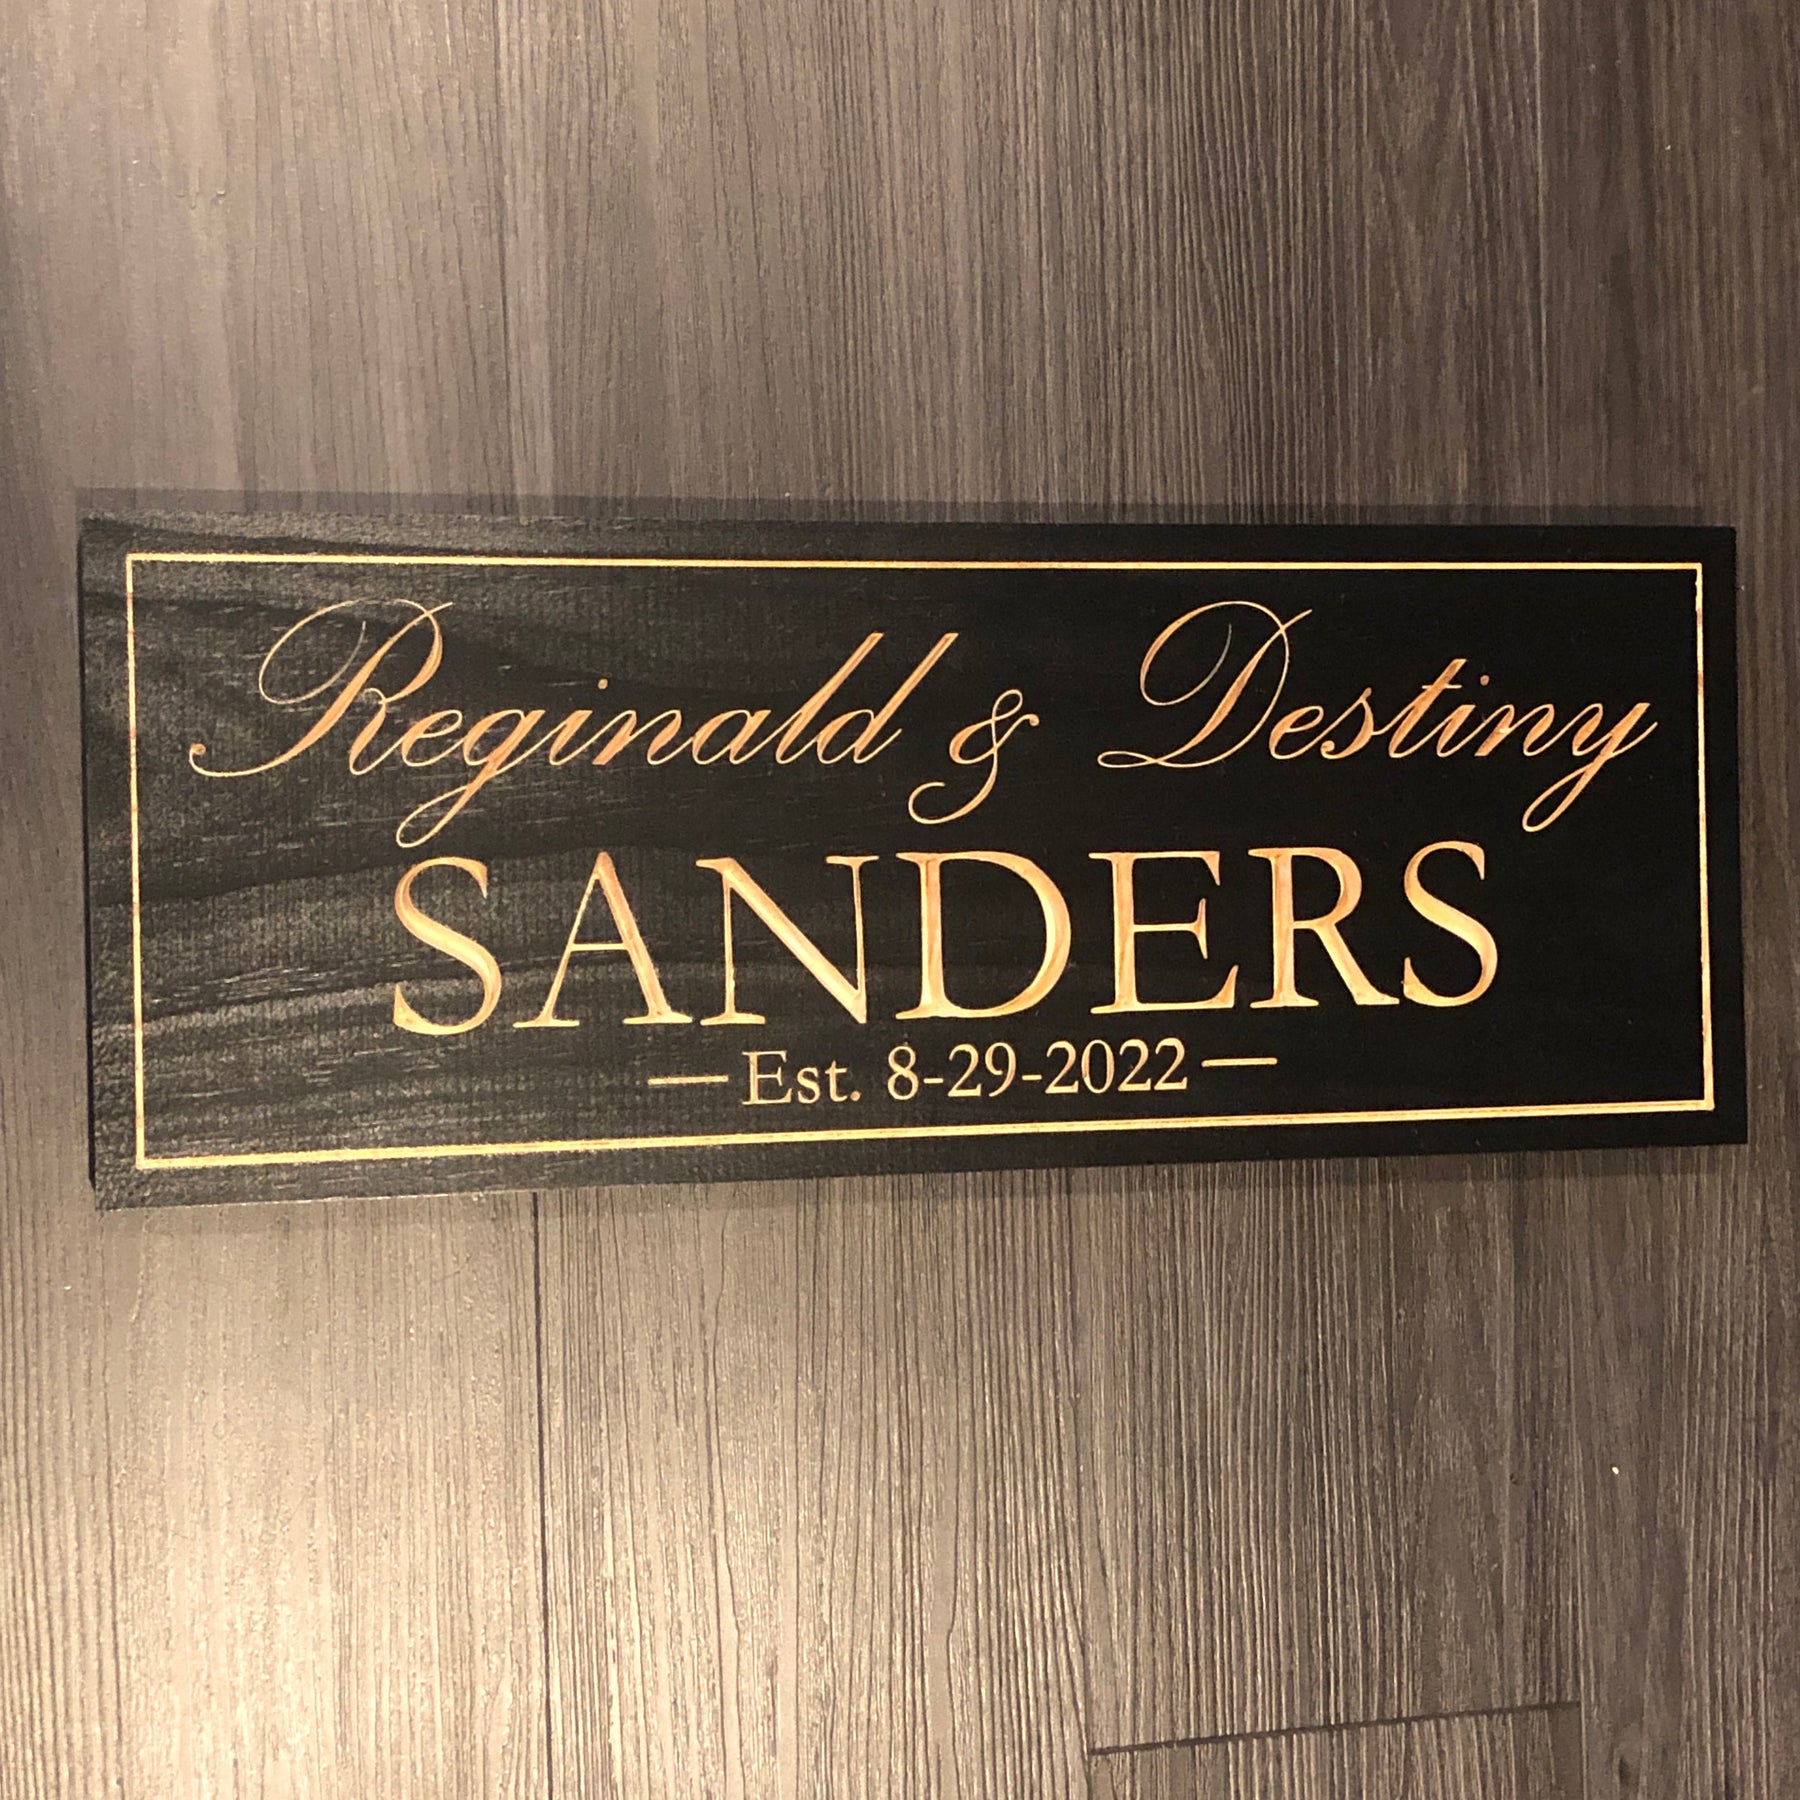 Reginald & Destiny
SANDERS
— Est. 8-29-2022 —